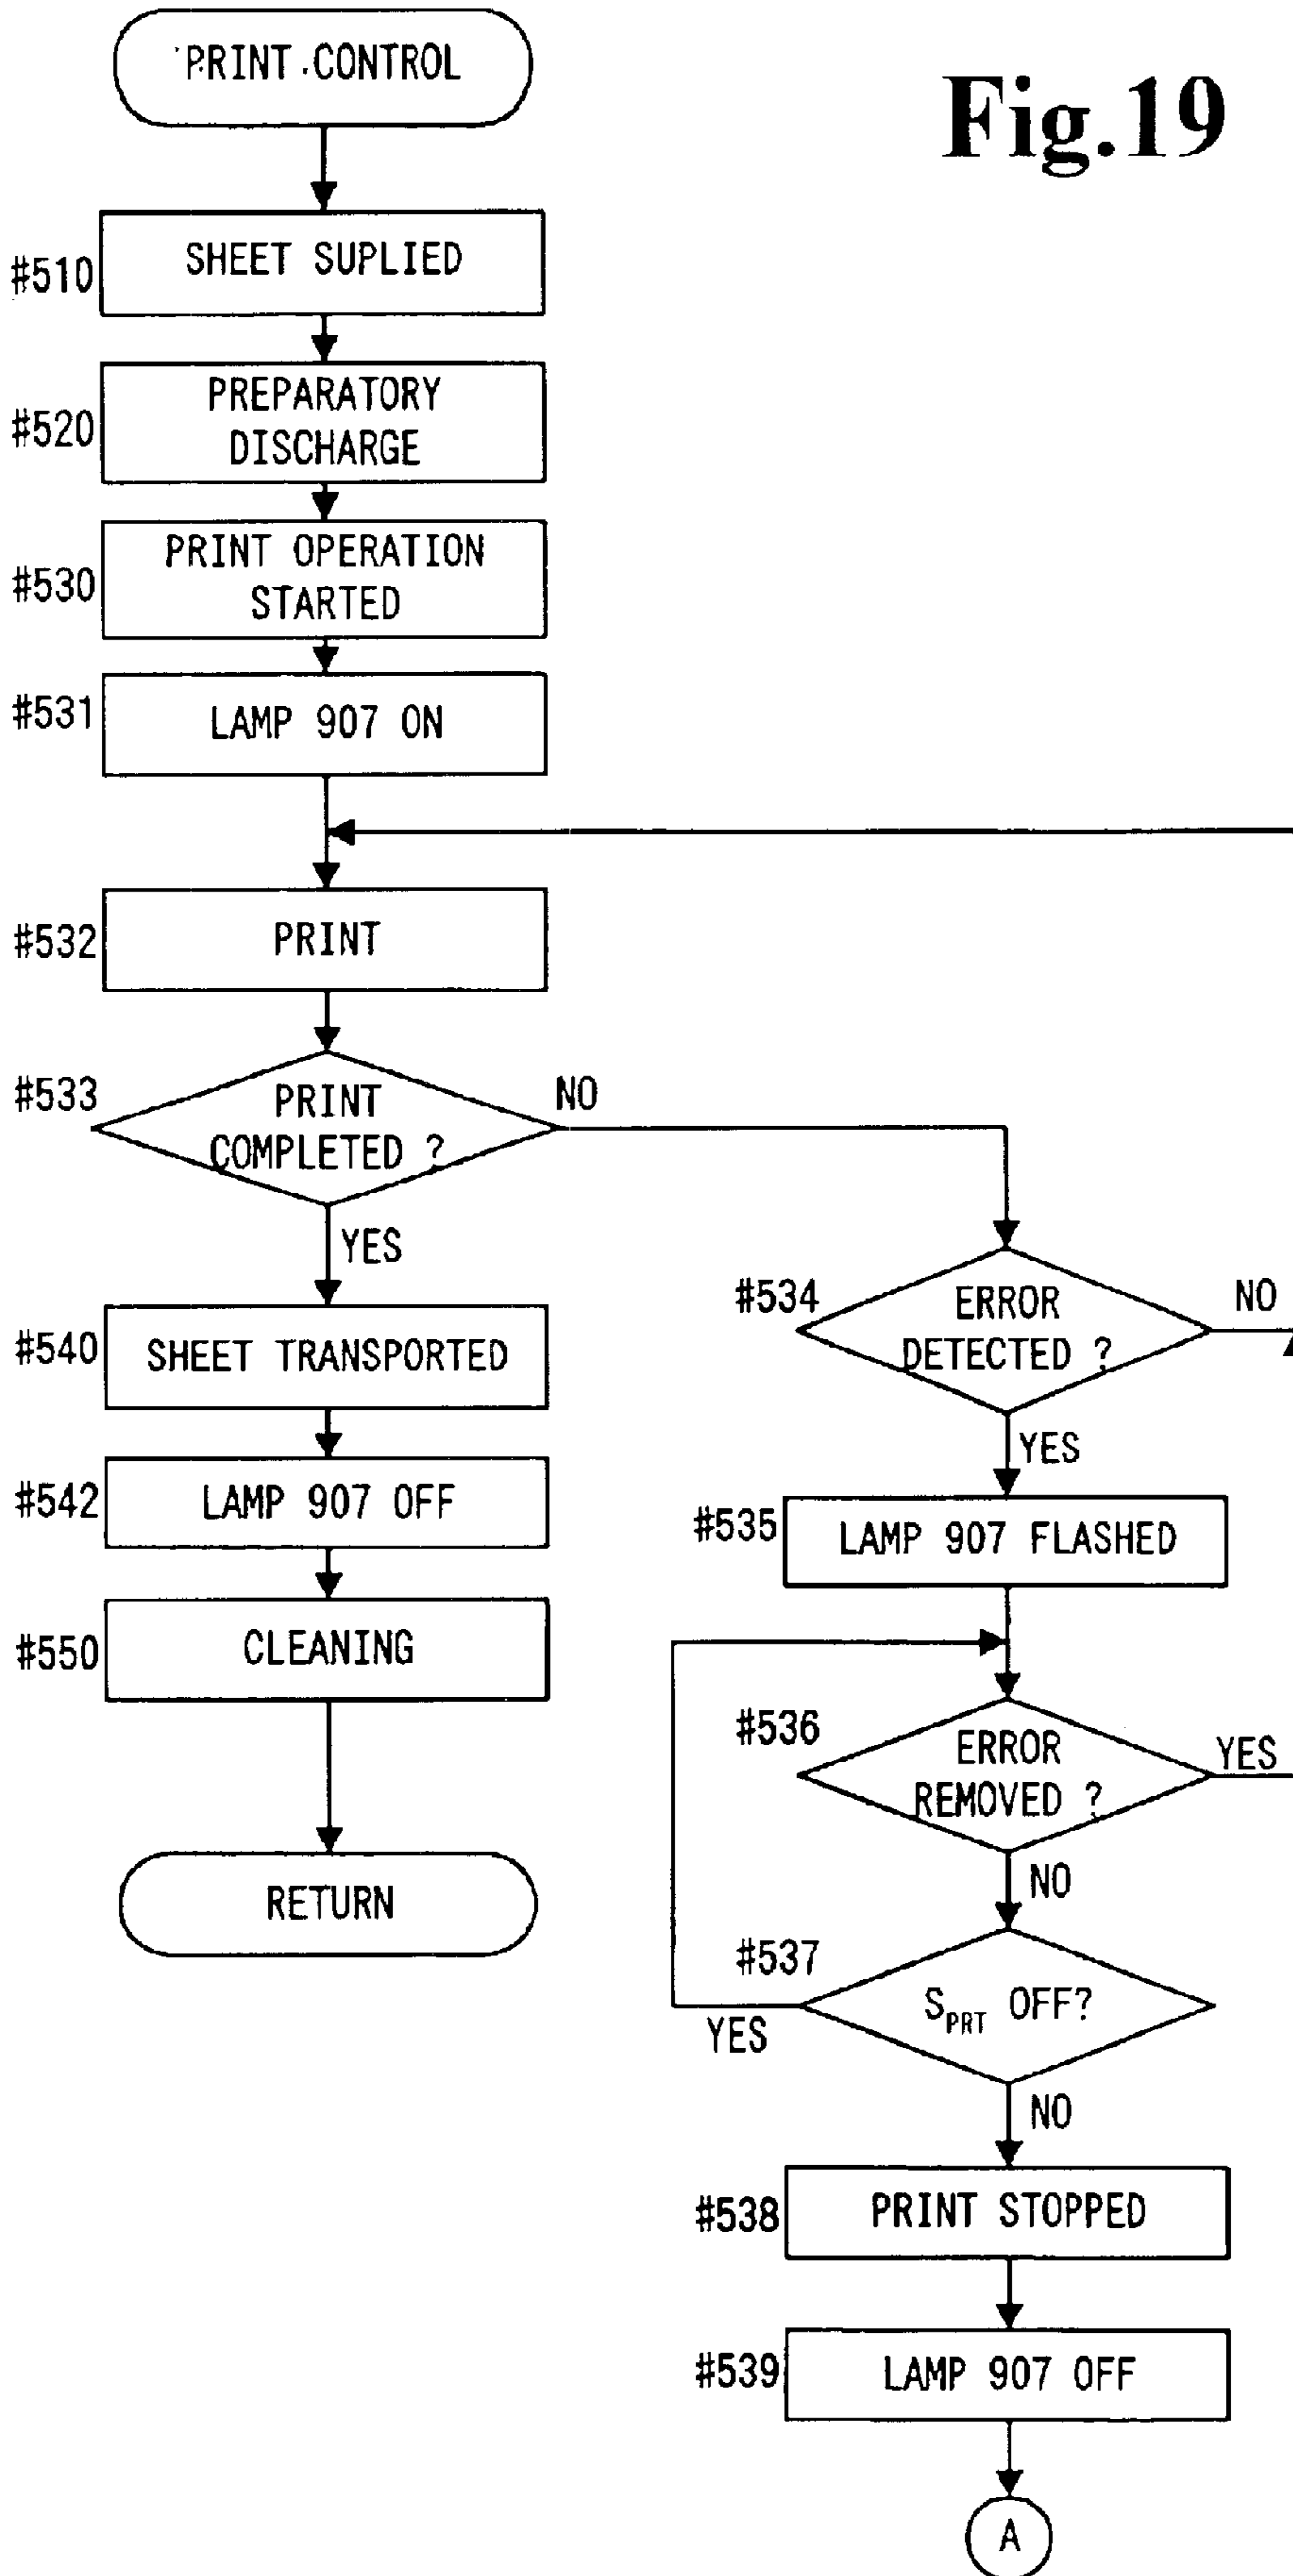 Fig.19
PRINT CONTROL
#510
SHEET SUPLIED
#520
PREPARATORY
DISCHARGE
#530
PRINT OPERATION
STARTED
#531
LAMP 907 ON
#532
PRINT
#533
PRINT
COMPLETED ?
NO
YES
#540
SHEET TRANSPORTED
#542
LAMP 907 OFF
#550
CLEANING
RETURN
#534
ERROR
DETECTED ?
NO
YES
#535
LAMP 907 FLASHED
#536
ERROR
REMOVED ?
YES
NO
#537
SPRT OFF?
YES
NO
#538
PRINT STOPPED
#539
LAMP 907 OFF
A